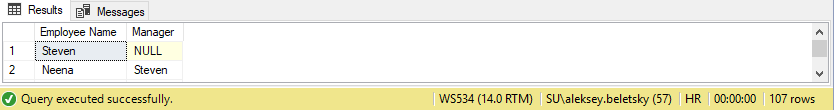 Results Messages
Employee Name Manager
1 Steven NULL
2 Neena Steven
Query executed successfully. WS534 (14.0 RTM) SU\aleksey.beletsky (57) HR 00:00:00 107 rows